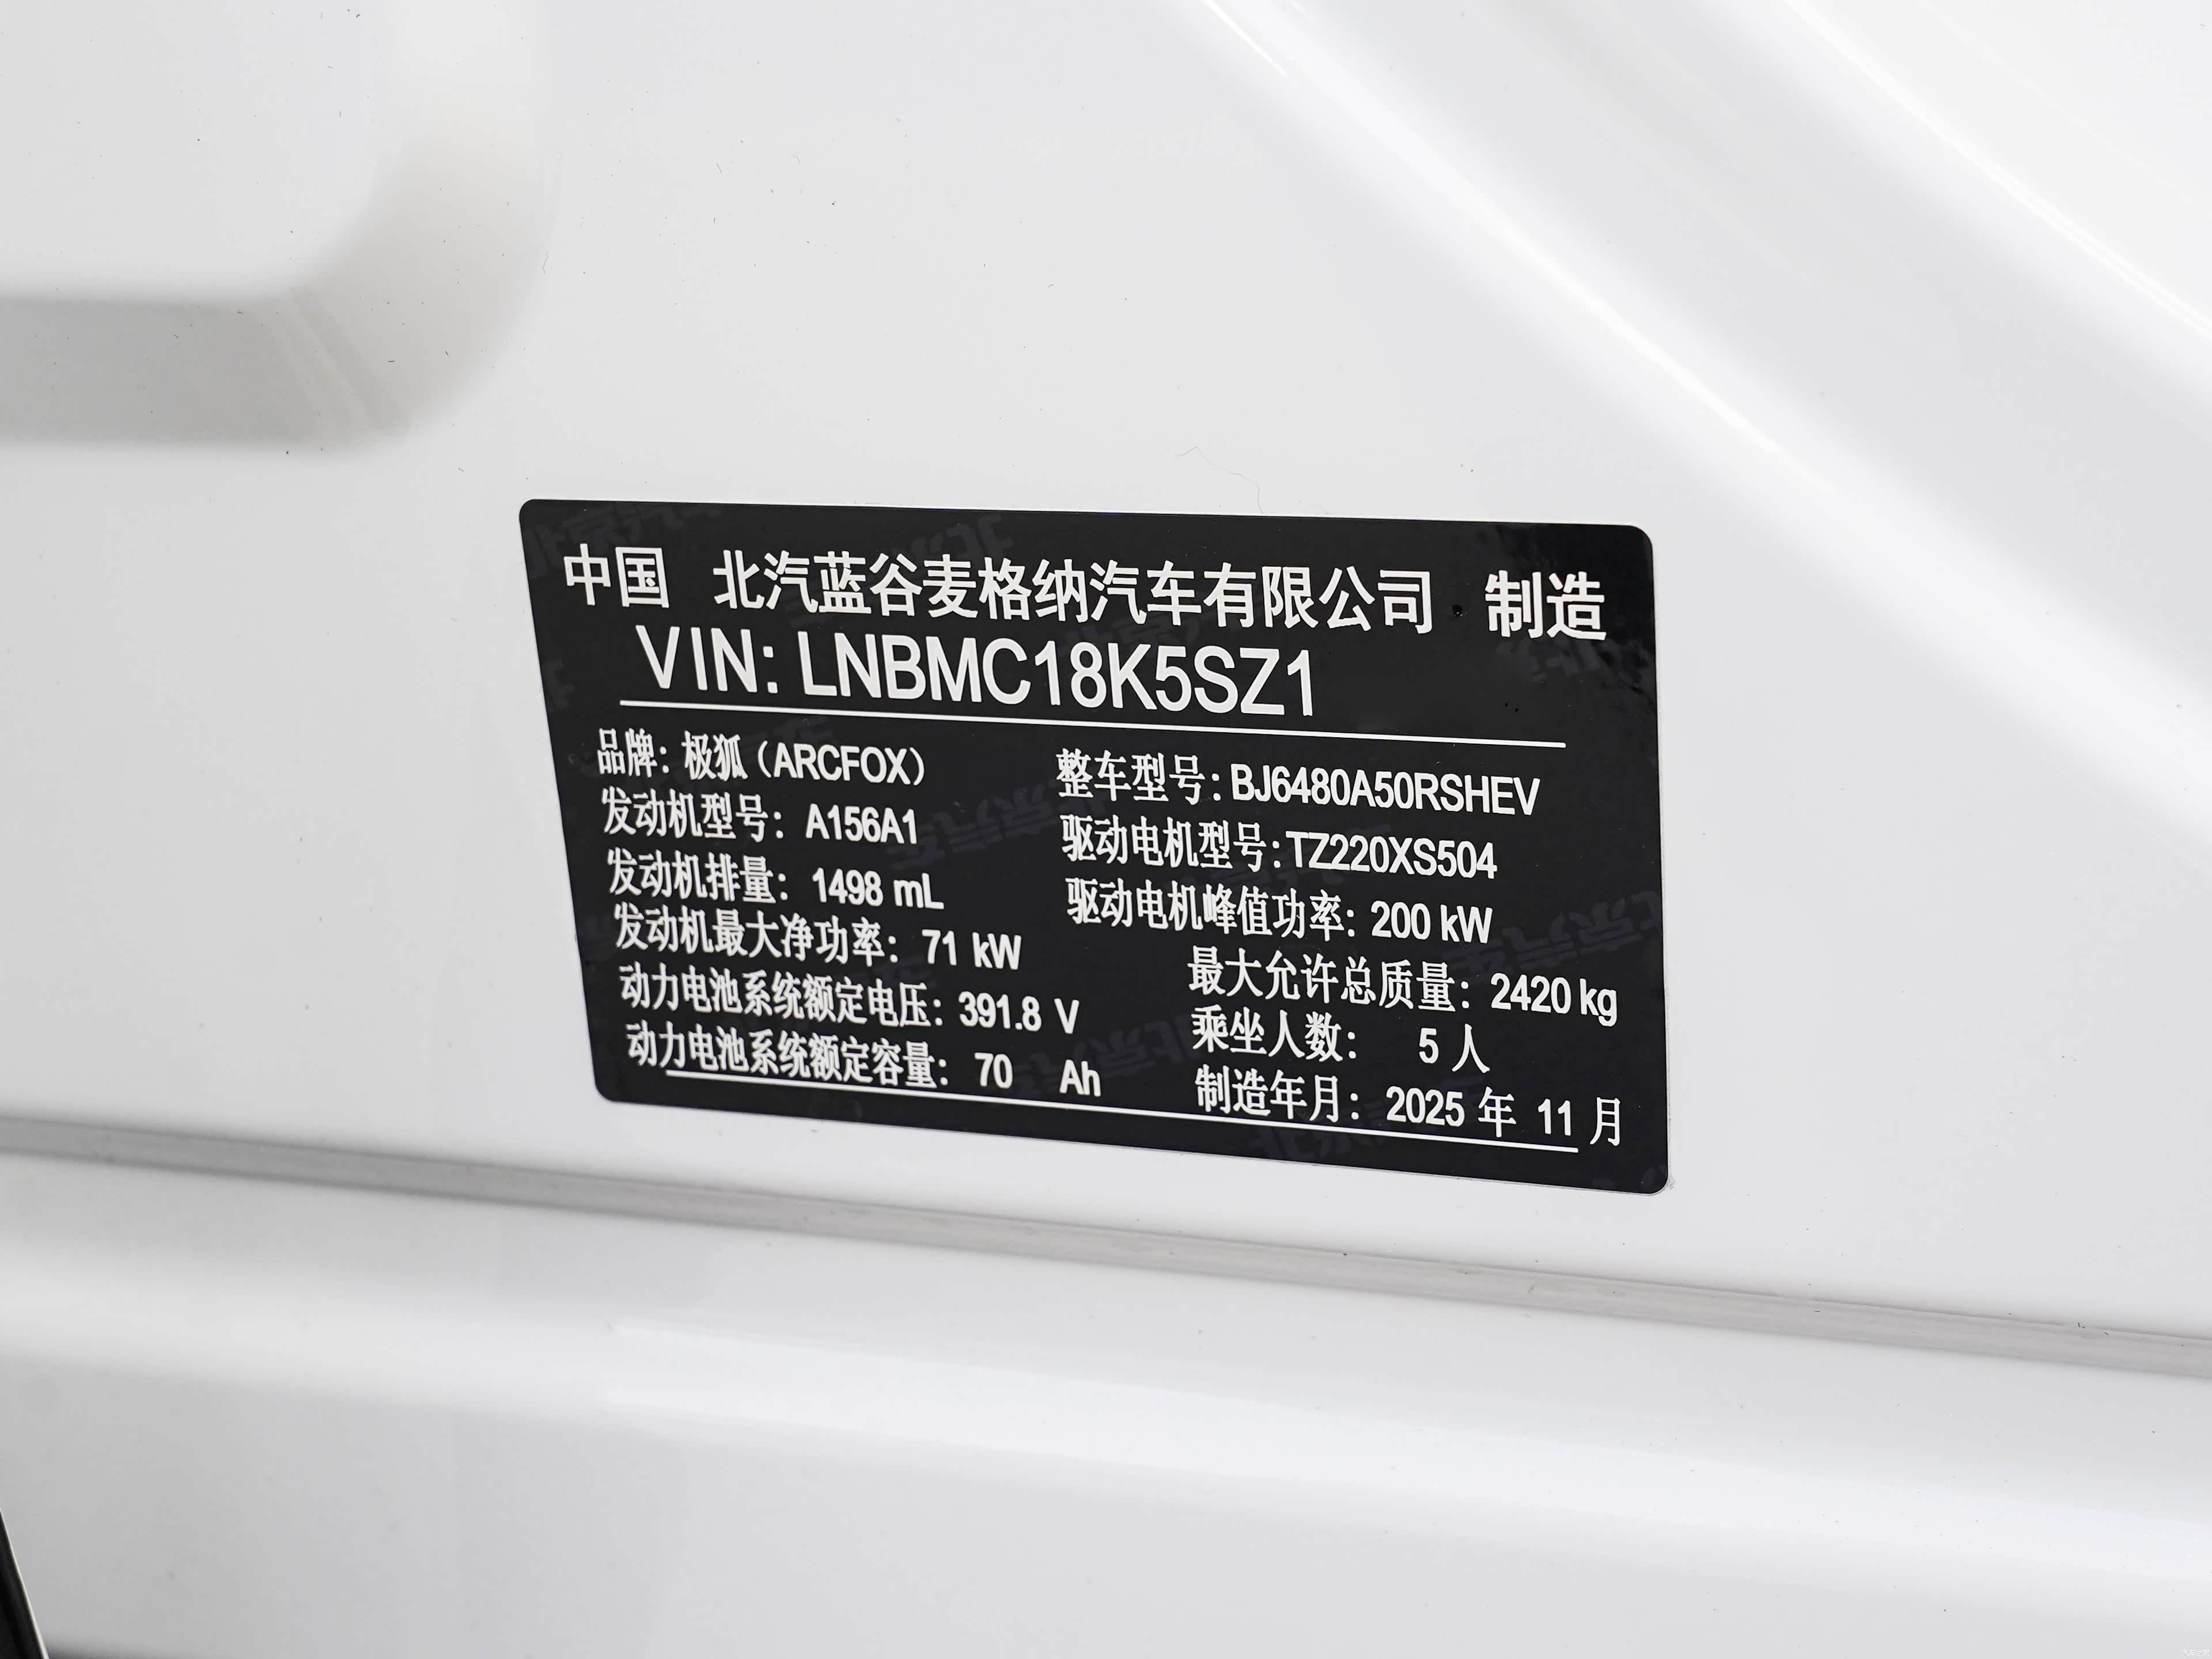 中国 北汽蓝谷麦格纳汽车有限公司 制造
VIN: LNBMC18K5SZ1
品牌: 极狐（ARCFOX） 整车型号: BJ6480A50RSHEV
发动机型号: A156A1 驱动电机型号: TZ220XS504
发动机排量: 1498 mL 驱动电机峰值功率: 200 kW
发动机最大净功率: 71 kW 最大允许总质量: 2420 kg
动力电池系统额定电压: 391.8 V 乘坐人数: 5 人
动力电池系统额定容量: 70 Ah 制造年月: 2025 年 11 月
汽车之家